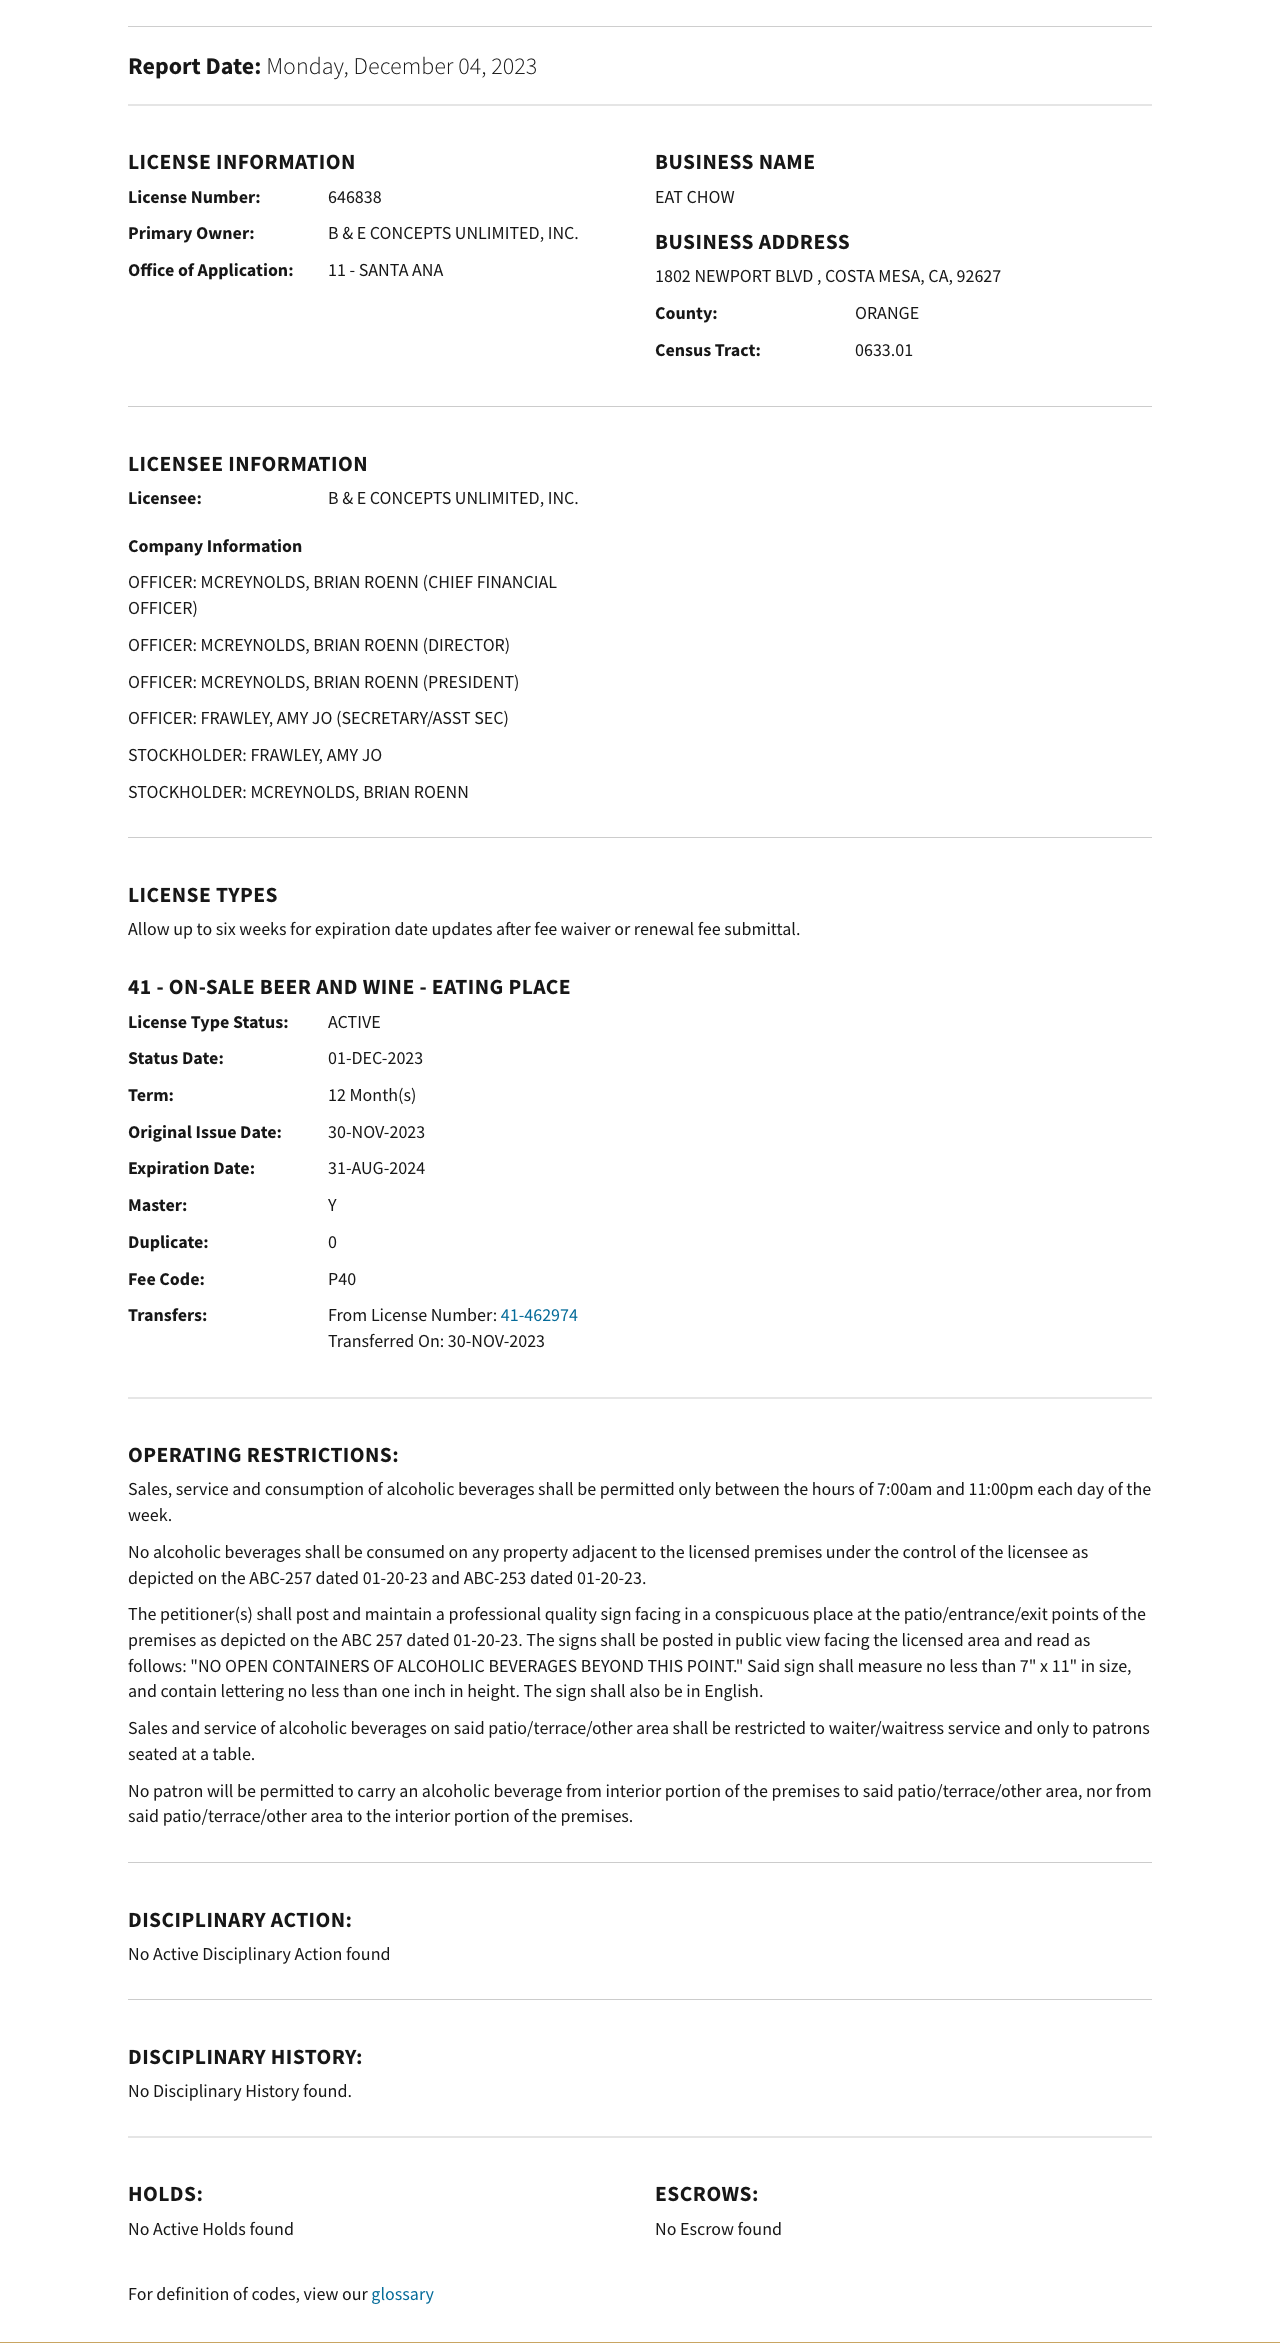 Report Date: Monday, December 04, 2023
LICENSE INFORMATION
License Number: 646838
Primary Owner: B & E CONCEPTS UNLIMITED, INC.
Office of Application: 11 - SANTA ANA
BUSINESS NAME
EAT CHOW
BUSINESS ADDRESS
1802 NEWPORT BLVD , COSTA MESA, CA, 92627
County: ORANGE
Census Tract: 0633.01
LICENSEE INFORMATION
Licensee: B & E CONCEPTS UNLIMITED, INC.
Company Information
OFFICER: MCREYNOLDS, BRIAN ROENN (CHIEF FINANCIAL
OFFICER)
OFFICER: MCREYNOLDS, BRIAN ROENN (DIRECTOR)
OFFICER: MCREYNOLDS, BRIAN ROENN (PRESIDENT)
OFFICER: FRAWLEY, AMY JO (SECRETARY/ASST SEC)
STOCKHOLDER: FRAWLEY, AMY JO
STOCKHOLDER: MCREYNOLDS, BRIAN ROENN
LICENSE TYPES
Allow up to six weeks for expiration date updates after fee waiver or renewal fee submittal.
41 - ON-SALE BEER AND WINE - EATING PLACE
License Type Status: ACTIVE
Status Date: 01-DEC-2023
Term: 12 Month(s)
Original Issue Date: 30-NOV-2023
Expiration Date: 31-AUG-2024
Master: Y
Duplicate: 0
Fee Code: P40
Transfers: From License Number: 41-462974
Transferred On: 30-NOV-2023
OPERATING RESTRICTIONS:
Sales, service and consumption of alcoholic beverages shall be permitted only between the hours of 7:00am and 11:00pm each day of the
week.
No alcoholic beverages shall be consumed on any property adjacent to the licensed premises under the control of the licensee as
depicted on the ABC-257 dated 01-20-23 and ABC-253 dated 01-20-23.
The petitioner(s) shall post and maintain a professional quality sign facing in a conspicuous place at the patio/entrance/exit points of the
premises as depicted on the ABC 257 dated 01-20-23. The signs shall be posted in public view facing the licensed area and read as
follows: "NO OPEN CONTAINERS OF ALCOHOLIC BEVERAGES BEYOND THIS POINT." Said sign shall measure no less than 7" x 11" in size,
and contain lettering no less than one inch in height. The sign shall also be in English.
Sales and service of alcoholic beverages on said patio/terrace/other area shall be restricted to waiter/waitress service and only to patrons
seated at a table.
No patron will be permitted to carry an alcoholic beverage from interior portion of the premises to said patio/terrace/other area, nor from
said patio/terrace/other area to the interior portion of the premises.
DISCIPLINARY ACTION:
No Active Disciplinary Action found
DISCIPLINARY HISTORY:
No Disciplinary History found.
HOLDS:
No Active Holds found
ESCROWS:
No Escrow found
For definition of codes, view our glossary